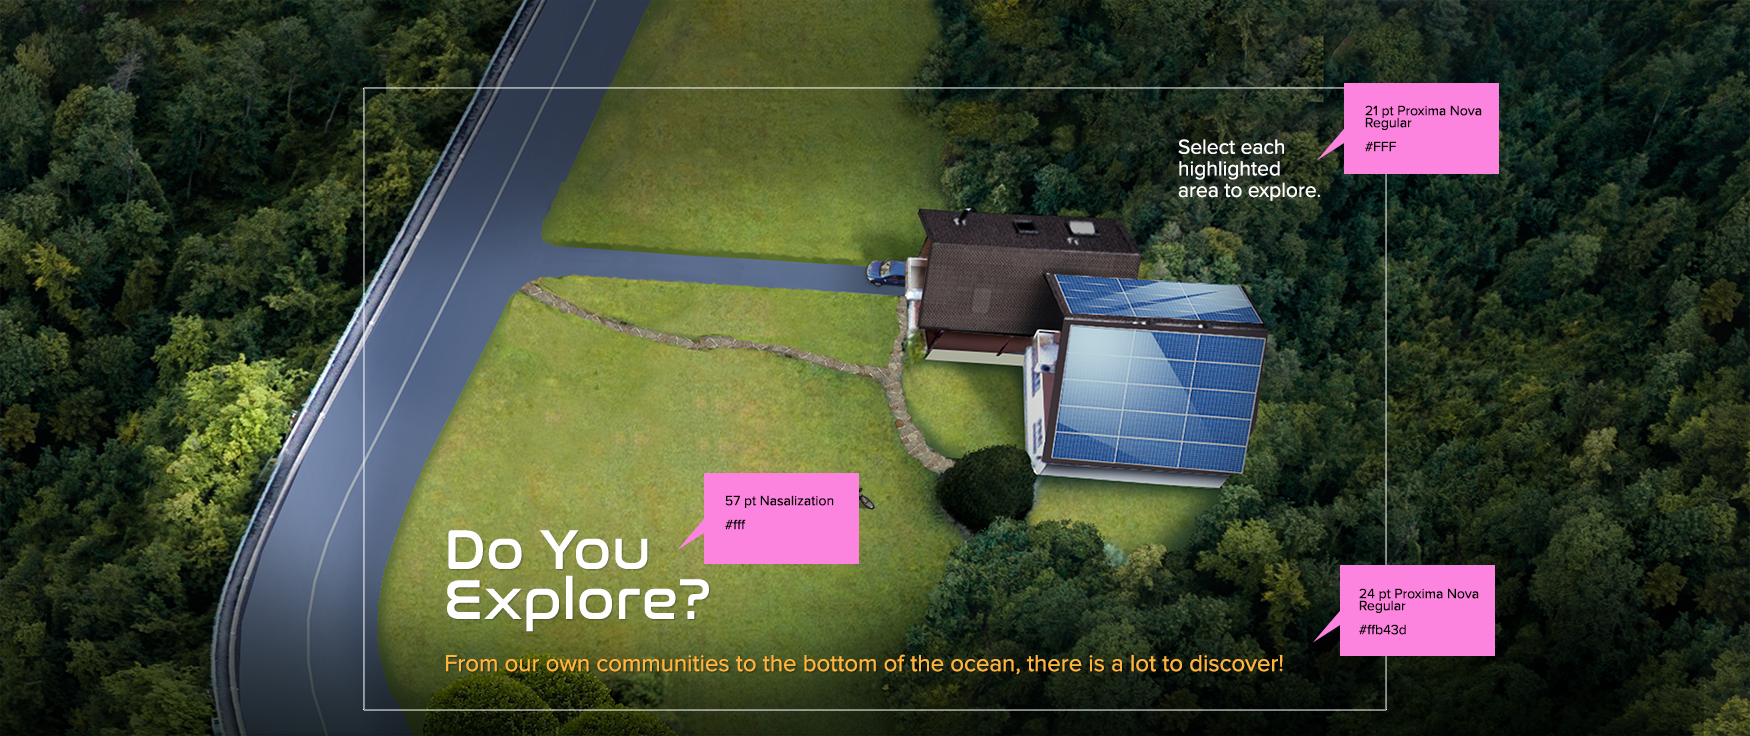 21 pt Proxima Nova
Regular
#FFF
Select each
highlighted
area to explore.
57 pt Nasalization
#fff
Do You
Explore?
24 pt Proxima Nova
Regular
#ffb43d
From our own communities to the bottom of the ocean, there is a lot to discover!